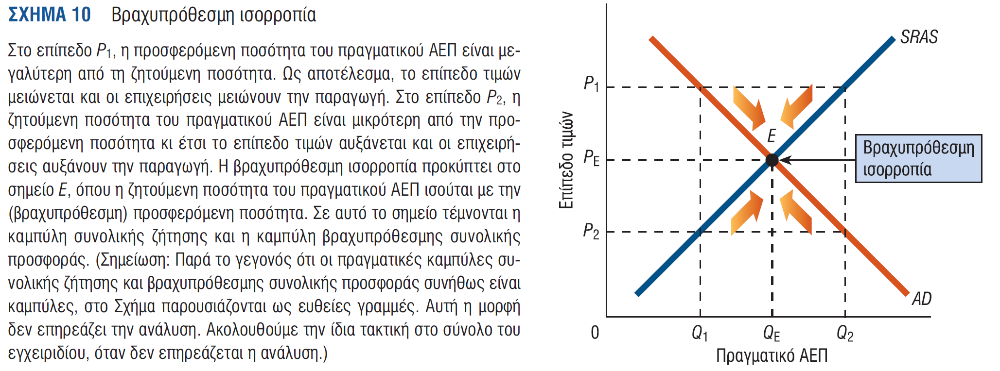 ΣΧΗΜΑ 10 Βραχυπρόθεσμη ισορροπία
Στο επίπεδο P1, η προσφερόμενη ποσότητα του πραγματικού ΑΕΠ είναι με-
γαλύτερη από τη ζητούμενη ποσότητα. Ως αποτέλεσμα, το επίπεδο τιμών
μειώνεται και οι επιχειρήσεις μειώνουν την παραγωγή. Στο επίπεδο P2, η
ζητούμενη ποσότητα του πραγματικού ΑΕΠ είναι μικρότερη από την προ-
σφερόμενη ποσότητα κι έτσι το επίπεδο τιμών αυξάνεται και οι επιχειρή-
σεις αυξάνουν την παραγωγή. Η βραχυπρόθεσμη ισορροπία προκύπτει στο
σημείο E, όπου η ζητούμενη ποσότητα του πραγματικού ΑΕΠ ισούται με την
(βραχυπρόθεσμη) προσφερόμενη ποσότητα. Σε αυτό το σημείο τέμνονται η
καμπύλη συνολικής ζήτησης και η καμπύλη βραχυπρόθεσμης συνολικής
προσφοράς. (Σημείωση: Παρά το γεγονός ότι οι πραγματικές καμπύλες συ-
νολικής ζήτησης και βραχυπρόθεσμης συνολικής προσφοράς συνήθως είναι
καμπύλες, στο Σχήμα παρουσιάζονται ως ευθείες γραμμές. Αυτή η μορφή
δεν επηρεάζει την ανάλυση. Ακολουθούμε την ίδια τακτική στο σύνολο του
εγχειριδίου, όταν δεν επηρεάζεται η ανάλυση.)
SRAS
P1
E
Βραχυπρόθεσμη
ισορροπία
PE
Επίπεδο τιμών
P2
AD
0 Q1 QE Q2
Πραγματικό ΑΕΠ